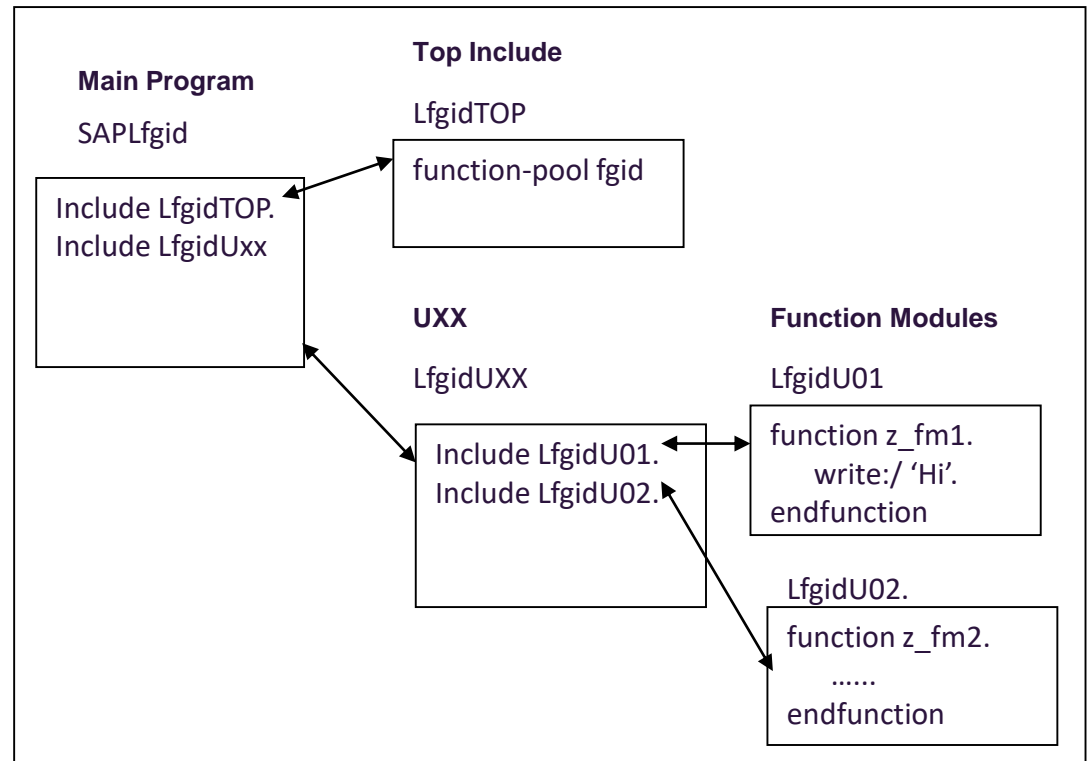 Main Program
SAPLfgid
Include LfgidTOP.
Include LfgidUxx
Top Include
LfgidTOP
function-pool fgid
UXX
LfgidUXX
Include LfgidU01.
Include LfgidU02.
Function Modules
LfgidU01
function z_fm1.
write:/ ‘Hi’.
endfunction
LfgidU02.
function z_fm2.
......
endfunction